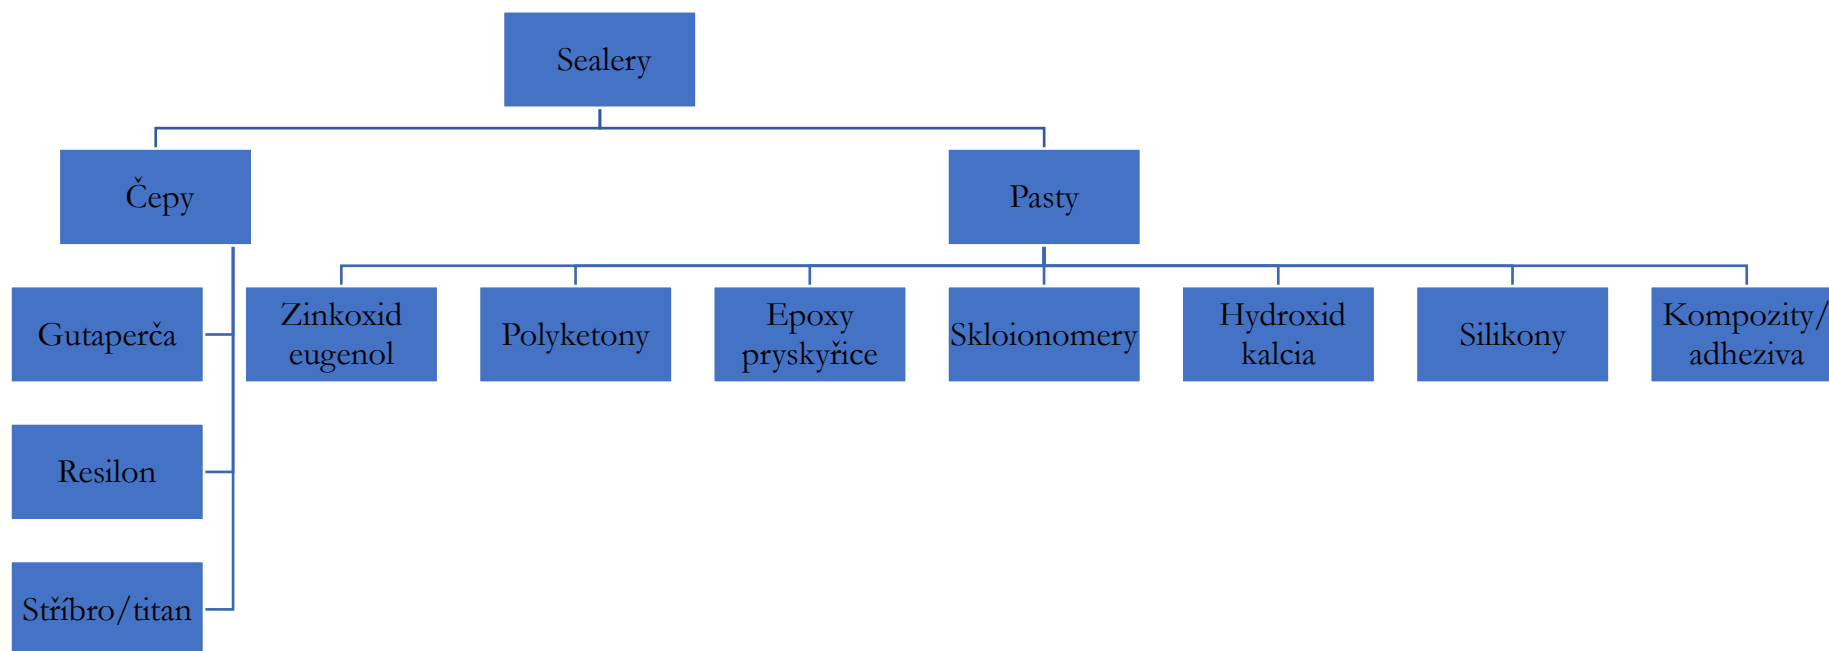 Sealery
Čepy
Pasty
Gutaperča
Resilon
Stříbro/titan
Zinkoxid
eugenol
Polyketony
Epoxy
pryskyřice
Skloionomery
Hydroxid
kalcia
Silikony
Kompozity/
adheziva